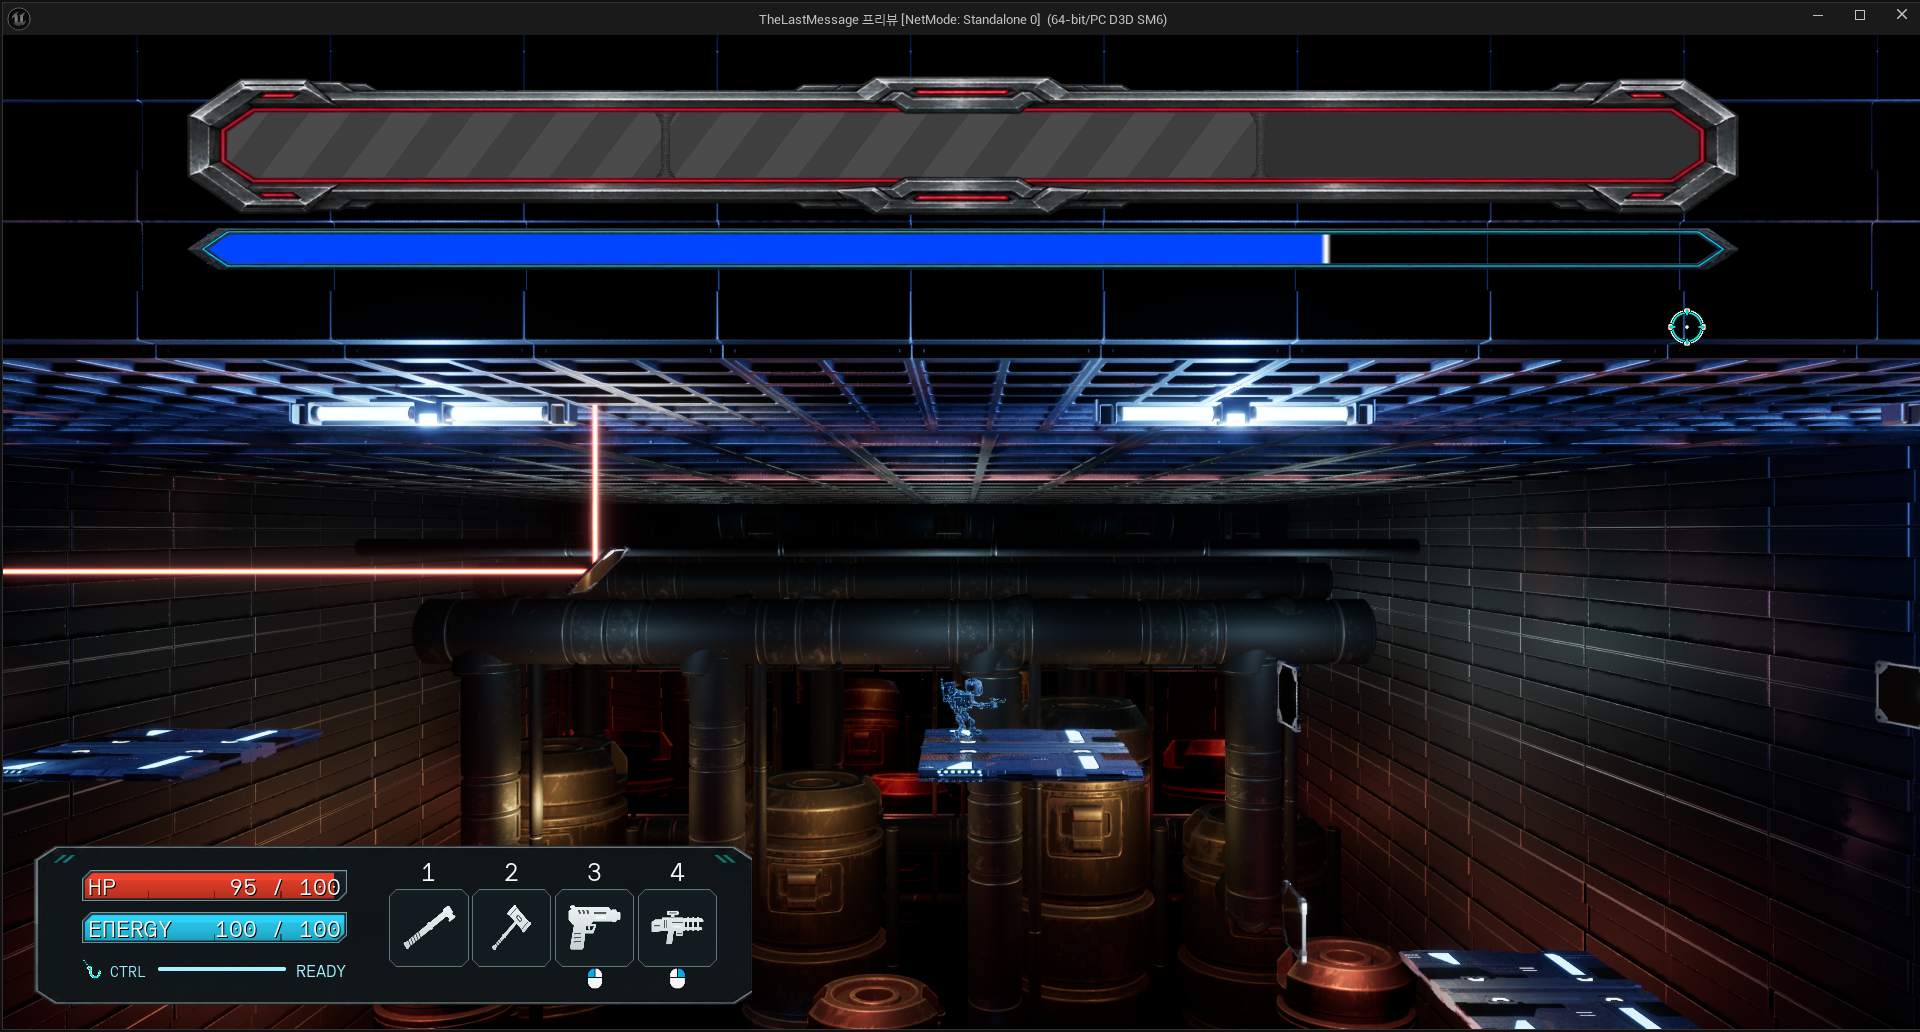 TheLastMessage 프리뷰 [NetMode: Standalone 0] (64-bit/PC D3D SM6)
HP 95 / 100
ENERGY 100 / 100
CTRL READY
1 2 3 4